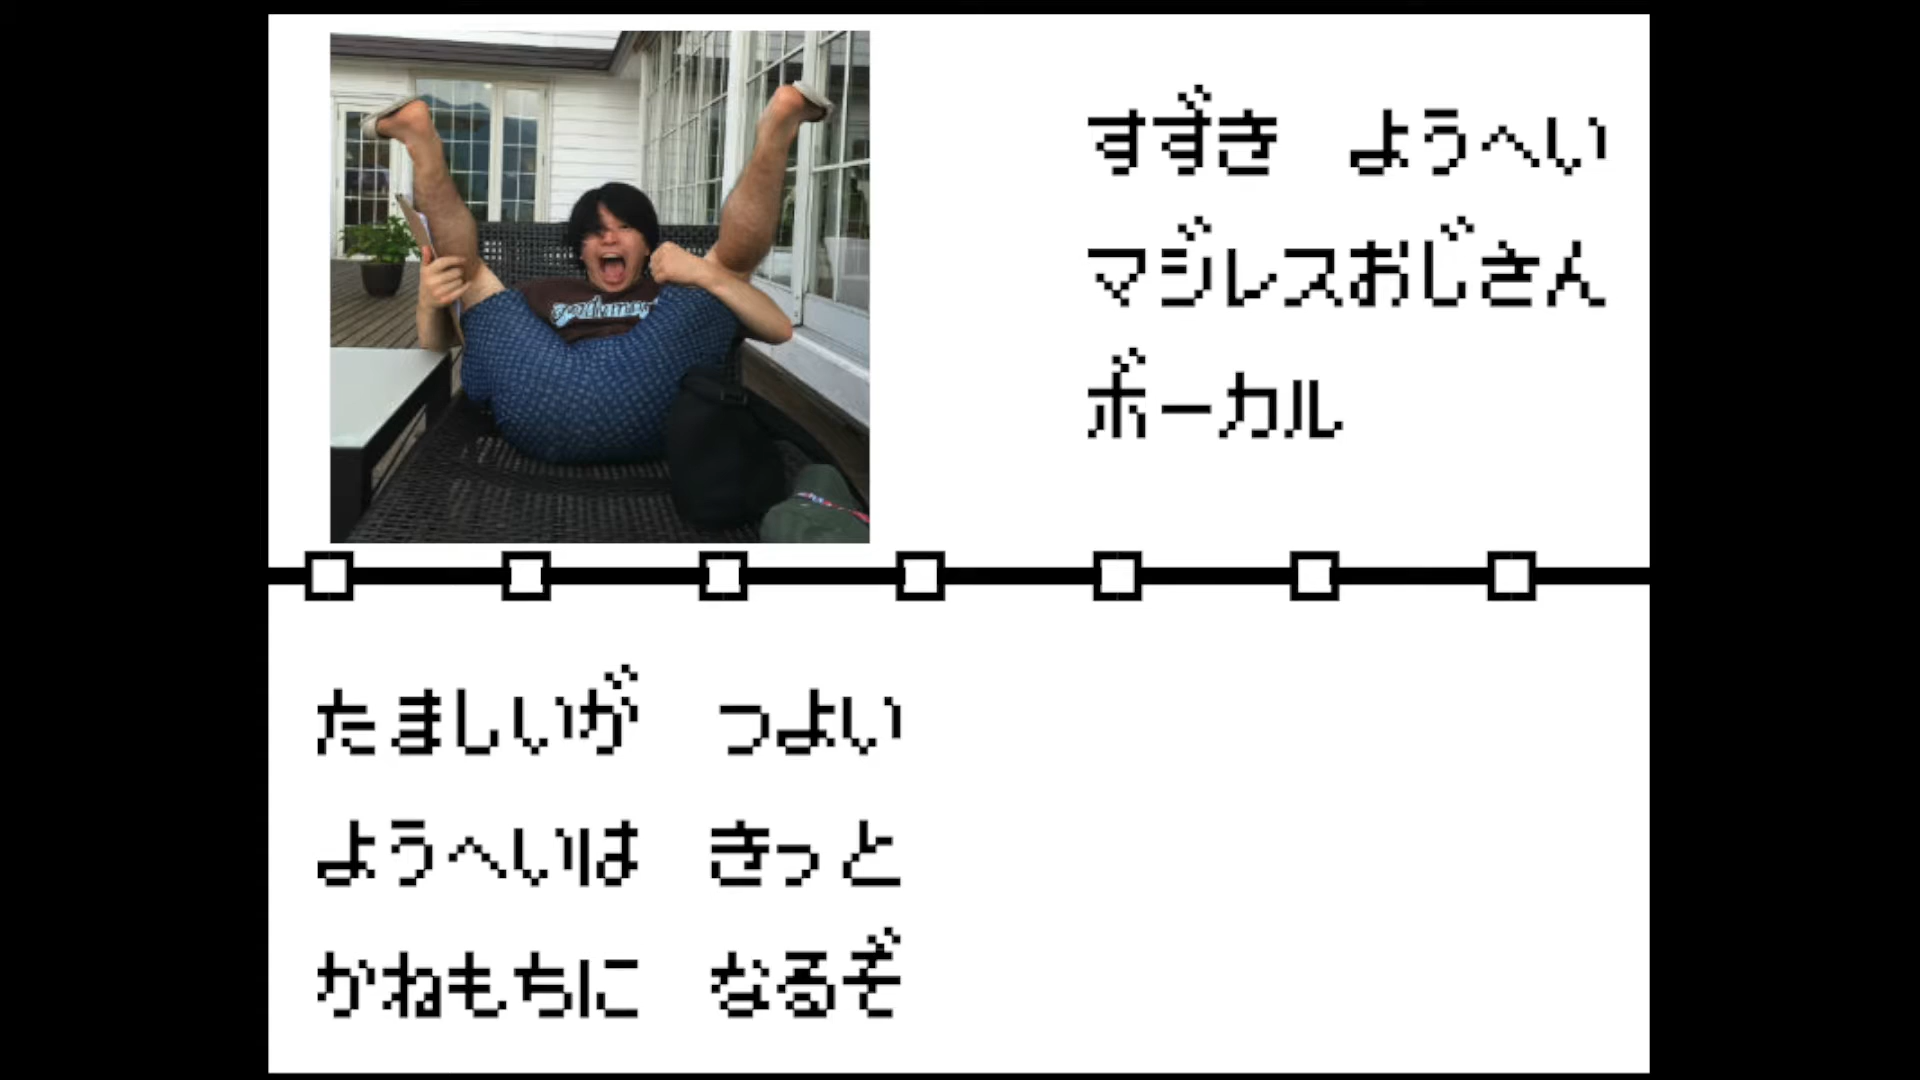 すずき ようへい
マジレスおじさん
ボーカル
たましいが つよい
ようへいは きっと
かねもちに なるぞ